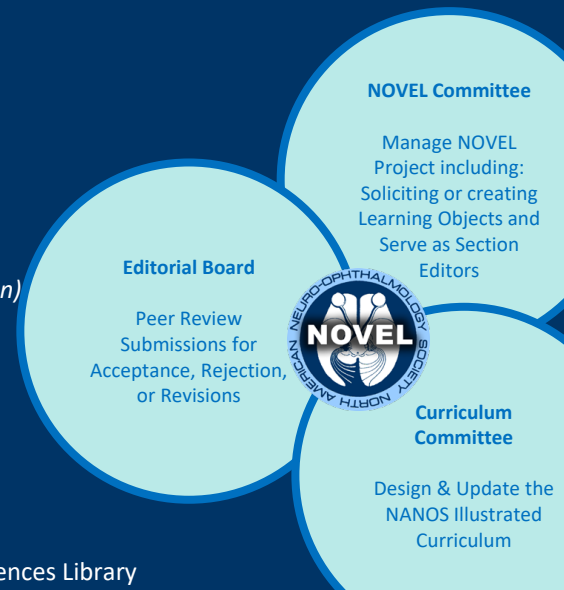 NOVEL Committee
Manage NOVEL
Project including:
Soliciting or creating
Learning Objects and
Serve as Section
Editors
n)
Editorial Board
Peer Review
Submissions for
Acceptance, Rejection,
or Revisions
NORTH AMERICAN NEURO-OPHTHALMOLOGY SOCIETY
NOVEL
Curriculum
Committee
Design & Update the
NANOS Illustrated
Curriculum
ences Library